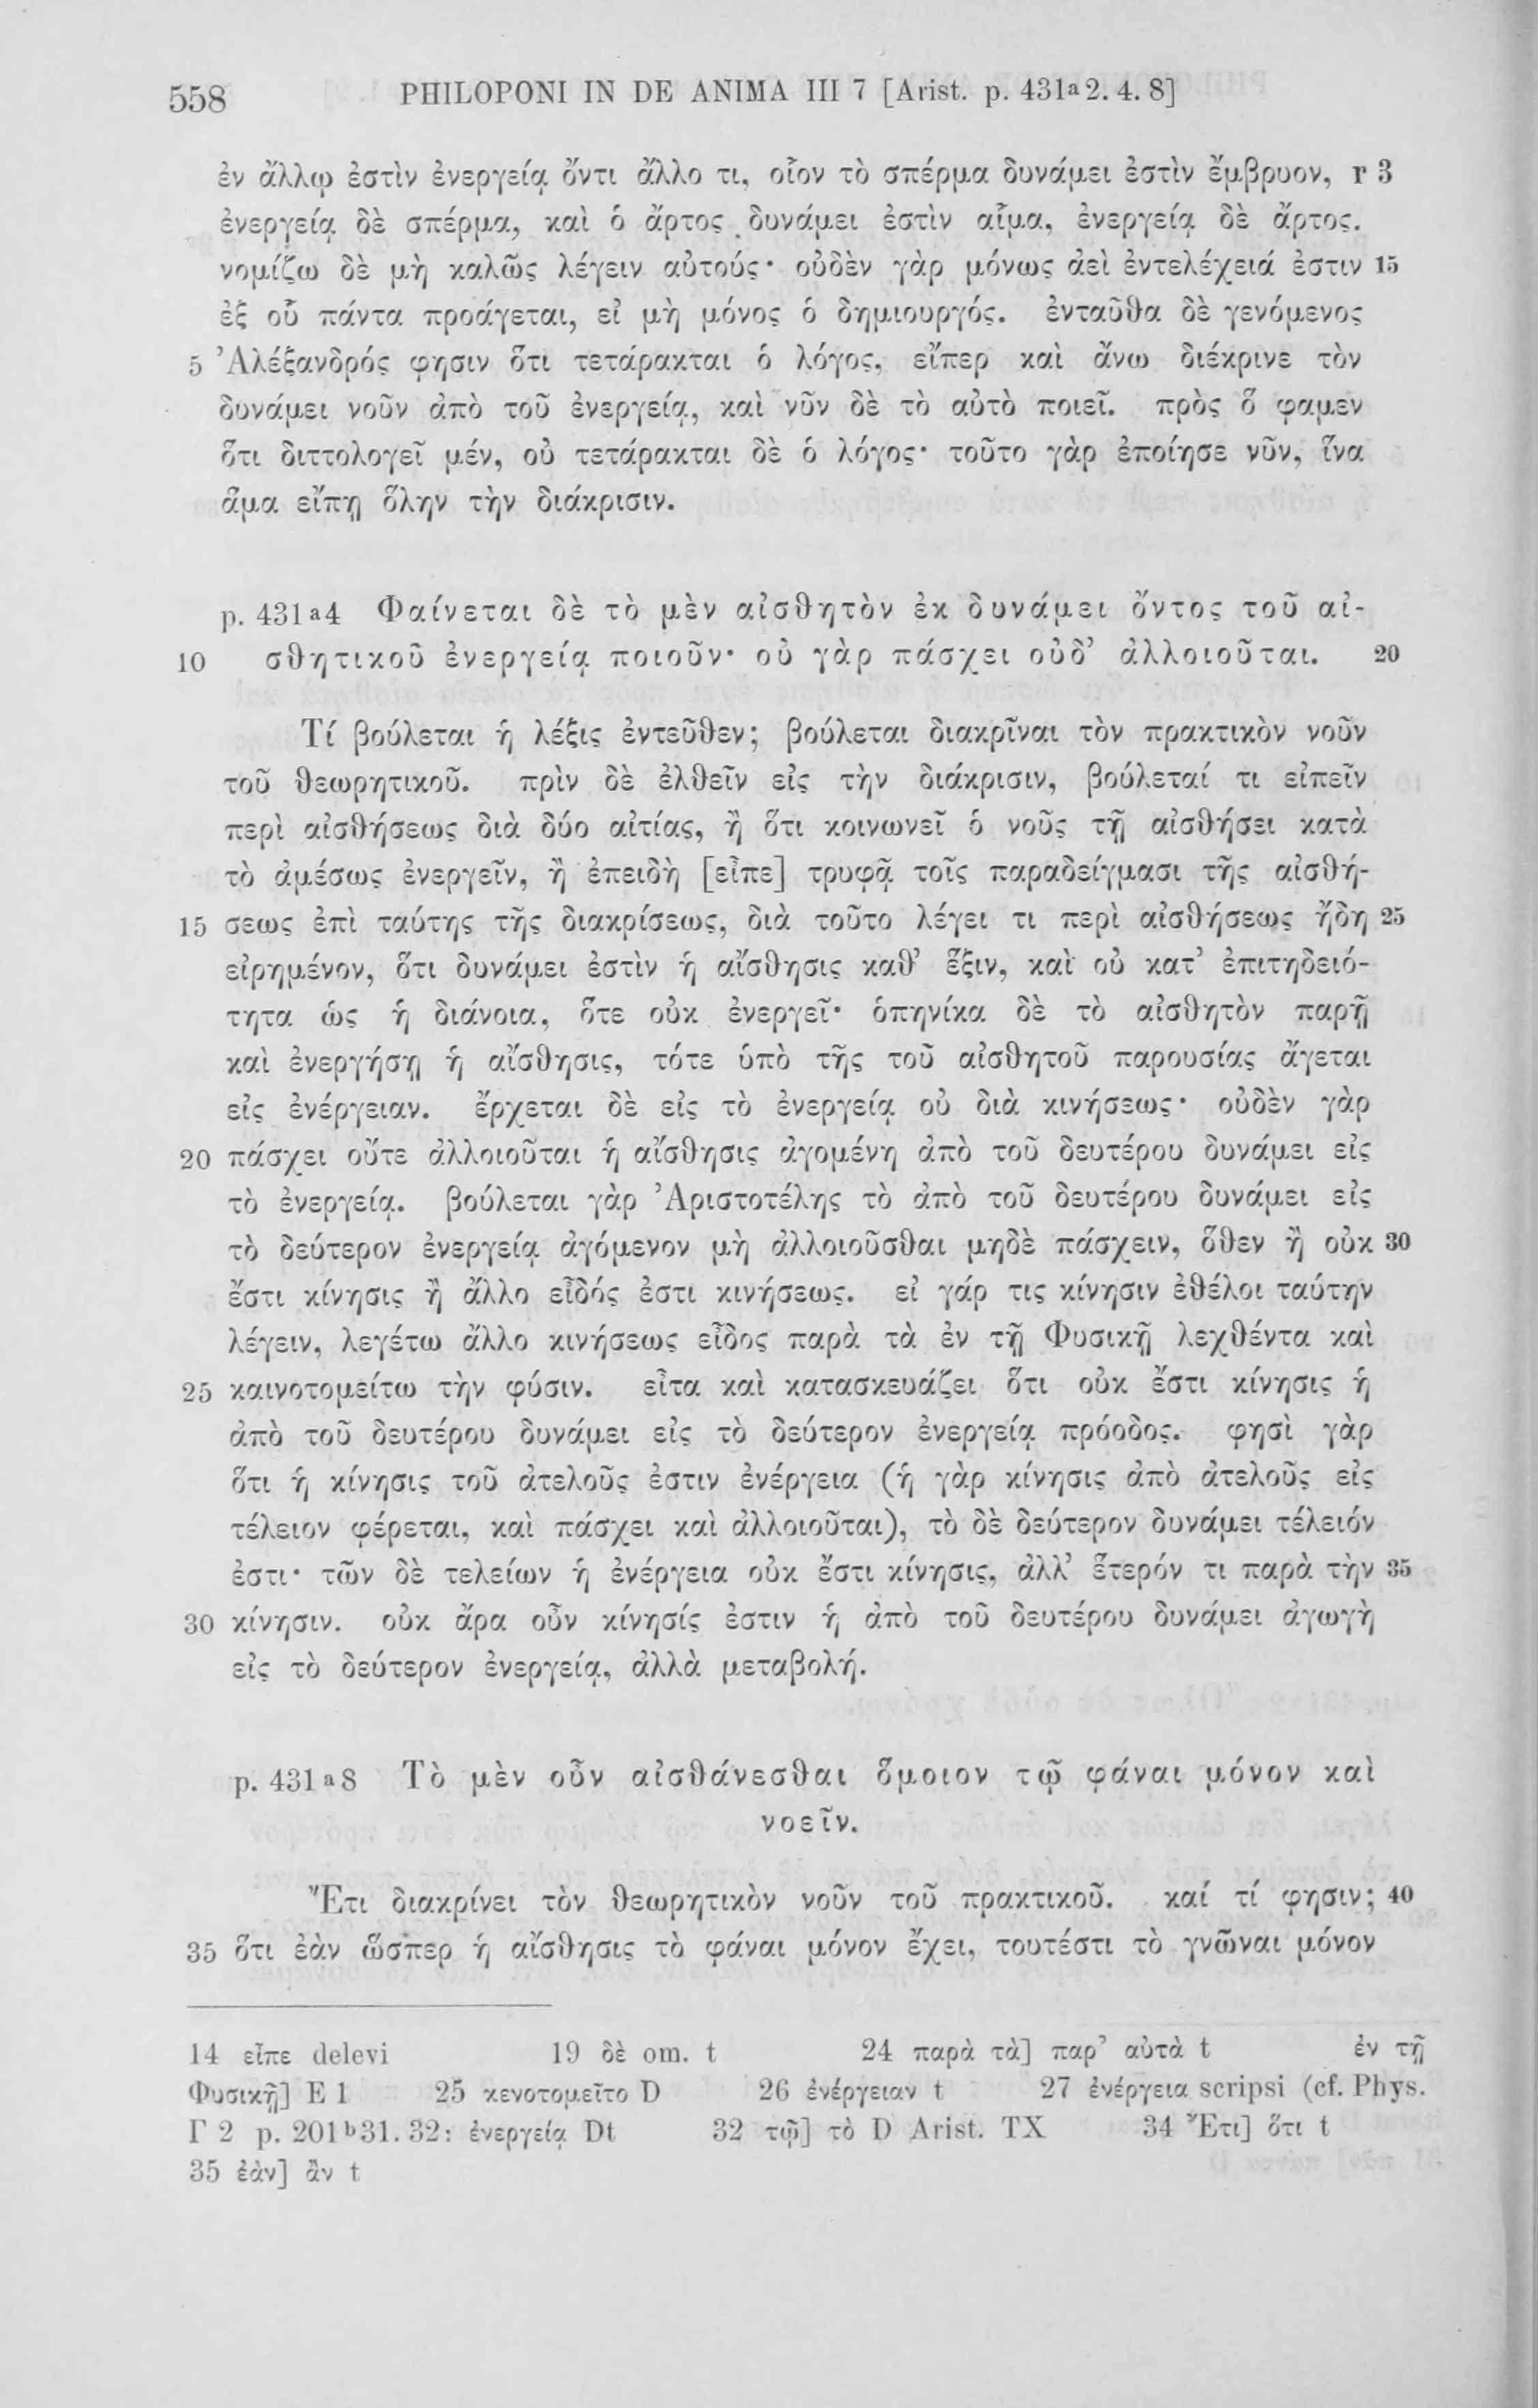 558 PHILOPONI IN DE ANIMA III 7 [Arist. p. 431ª2. 4. 8]
ἐν ἄλλῳ ἐστὶν ἐνεργείᾳ ὄντι ἄλλο τι, οἷον τὸ σπέρμα δυνάμει ἐστὶν ἔμβρυον, r 3
ἐνεργείᾳ δὲ σπέρμα, καὶ ὁ ἄρτος δυνάμει ἐστὶν αἷμα, ἐνεργείᾳ δὲ ἄρτος.
νομίζω δὲ μὴ καλῶς λέγειν αὐτούς· οὐδὲν γὰρ μόνως ἀεὶ ἐντελέχειά ἐστιν 15
ἐξ οὗ πάντα προάγεται, εἰ μὴ μόνος ὁ δημιουργός. ἐνταῦθα δὲ γενόμενος
5 Ἀλέξανδρός φησιν ὅτι τετάρακται ὁ λόγος, εἴπερ καὶ ἄνω διέκρινε τὸν
δυνάμει νοῦν ἀπὸ τοῦ ἐνεργείᾳ, καὶ νῦν δὲ τὸ αὐτὸ ποιεῖ. πρὸς ὅ φαμεν
ὅτι διττολογεῖ μέν, οὐ τετάρακται δὲ ὁ λόγος· τοῦτο γὰρ ἐποίησε νῦν, ἵνα
ἅμα εἴπῃ ὅλην τὴν διάκρισιν.
p. 431ª4 Φαίνεται δὲ τὸ μὲν αἰσθητὸν ἐκ δυνάμει ὄντος τοῦ αἰ-
10 σθητικοῦ ἐνεργείᾳ ποιοῦν· οὐ γὰρ πάσχει οὐδ’ ἀλλοιοῦται. 20
Τί βούλεται ἡ λέξις ἐντεῦθεν; βούλεται διακρῖναι τὸν πρακτικὸν νοῦν
τοῦ θεωρητικοῦ. πρὶν δὲ ἐλθεῖν εἰς τὴν διάκρισιν, βούλεταί τι εἰπεῖν
περὶ αἰσθήσεως διὰ δύο αἰτίας, ἢ ὅτι κοινωνεῖ ὁ νοῦς τῇ αἰσθήσει κατὰ
τὸ ἀμέσως ἐνεργεῖν, ἢ ἐπειδὴ [εἶπε] τρυφᾷ τοῖς παραδείγμασι τῆς αἰσθή-
15 σεως ἐπὶ ταύτης τῆς διακρίσεως, διὰ τοῦτο λέγει τι περὶ αἰσθήσεως ἤδη 25
εἰρημένον, ὅτι δυνάμει ἐστὶν ἡ αἴσθησις καθ’ ἕξιν, καὶ οὐ κατ’ ἐπιτηδειό-
τητα ὡς ἡ διάνοια, ὅτε οὐκ ἐνεργεῖ· ὁπηνίκα δὲ τὸ αἰσθητὸν παρῇ
καὶ ἐνεργήσῃ ἡ αἴσθησις, τότε ὑπὸ τῆς τοῦ αἰσθητοῦ παρουσίας ἄγεται
εἰς ἐνέργειαν. ἔρχεται δὲ εἰς τὸ ἐνεργείᾳ οὐ διὰ κινήσεως· οὐδὲν γὰρ
20 πάσχει οὔτε ἀλλοιοῦται ἡ αἴσθησις ἀγομένη ἀπὸ τοῦ δευτέρου δυνάμει εἰς
τὸ ἐνεργείᾳ. βούλεται γὰρ Ἀριστοτέλης τὸ ἀπὸ τοῦ δευτέρου δυνάμει εἰς
τὸ δεύτερον ἐνεργείᾳ ἀγόμενον μὴ ἀλλοιοῦσθαι μηδὲ πάσχειν, ὅθεν ἢ οὐκ 30
ἔστι κίνησις ἢ ἄλλο εἶδός ἐστι κινήσεως. εἰ γάρ τις κίνησιν ἐθέλοι ταύτην
λέγειν, λεγέτω ἄλλο κινήσεως εἶδος παρὰ τὰ ἐν τῇ Φυσικῇ λεχθέντα καὶ
25 καινοτομείτω τὴν φύσιν. εἶτα καὶ κατασκευάζει ὅτι οὐκ ἔστι κίνησις ἡ
ἀπὸ τοῦ δευτέρου δυνάμει εἰς τὸ δεύτερον ἐνεργείᾳ πρόοδος. φησὶ γὰρ
ὅτι ἡ κίνησις τοῦ ἀτελοῦς ἐστιν ἐνέργεια (ἡ γὰρ κίνησις ἀπὸ ἀτελοῦς εἰς
τέλειον φέρεται, καὶ πάσχει καὶ ἀλλοιοῦται), τὸ δὲ δεύτερον δυνάμει τέλειόν
ἐστι· τῶν δὲ τελείων ἡ ἐνέργεια οὐκ ἔστι κίνησις, ἀλλ’ ἕτερόν τι παρὰ τὴν 35
30 κίνησιν. οὐκ ἄρα οὖν κίνησίς ἐστιν ἡ ἀπὸ τοῦ δευτέρου δυνάμει ἀγωγὴ
εἰς τὸ δεύτερον ἐνεργείᾳ, ἀλλὰ μεταβολή.
p. 431ª8 Τὸ μὲν οὖν αἰσθάνεσθαι ὅμοιον τῷ φάναι μόνον καὶ
νοεῖν.
Ἔτι διακρίνει τὸν θεωρητικὸν νοῦν τοῦ πρακτικοῦ. καί τί φησιν; 40
35 ὅτι ἐὰν ὥσπερ ἡ αἴσθησις τὸ φάναι μόνον ἔχει, τουτέστι τὸ γνῶναι μόνον
14 εἶπε delevi 19 δὲ om. t 24 παρὰ τὰ] παρ’ αὐτὰ t ἐν τῇ
Φυσικῇ] E 1 25 κενοτομεῖτο D 26 ἐνέργειαν t 27 ἐνέργεια scripsi (cf. Phys.
Γ 2 p. 201ᵇ31. 32: ἐνεργείᾳ Dt 32 τῷ] τὸ D Arist. TX 34 Ἔτι] ὅτι t
35 ἐὰν] ἂν t